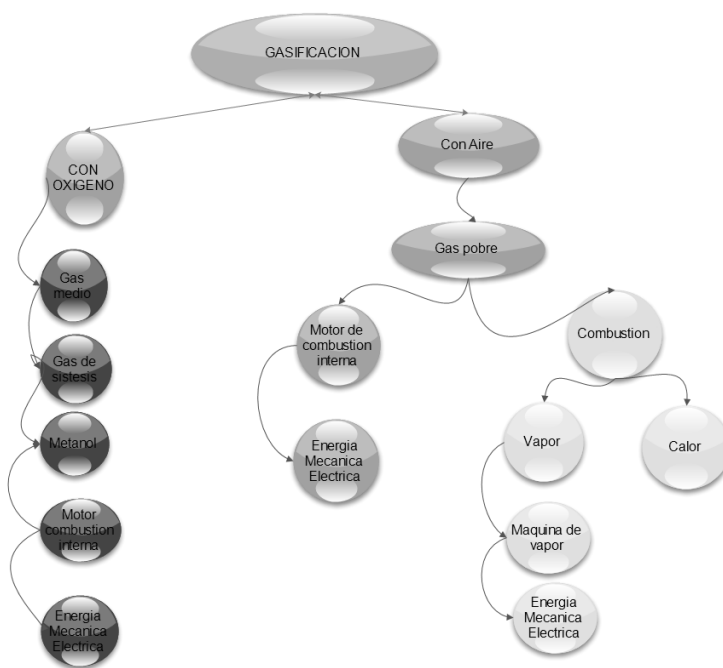 GASIFICACION
CON
OXIGENO
Gas
medio
Gas de
sistesis
Metanol
Motor
combustion
interna
Energia
Mecanica
Electrica
Con Aire
Gas pobre
Motor de
combustion
interna
Energia
Mecanica
Electrica
Combustion
Vapor
Calor
Maquina de
vapor
Energia
Mecanica
Electrica